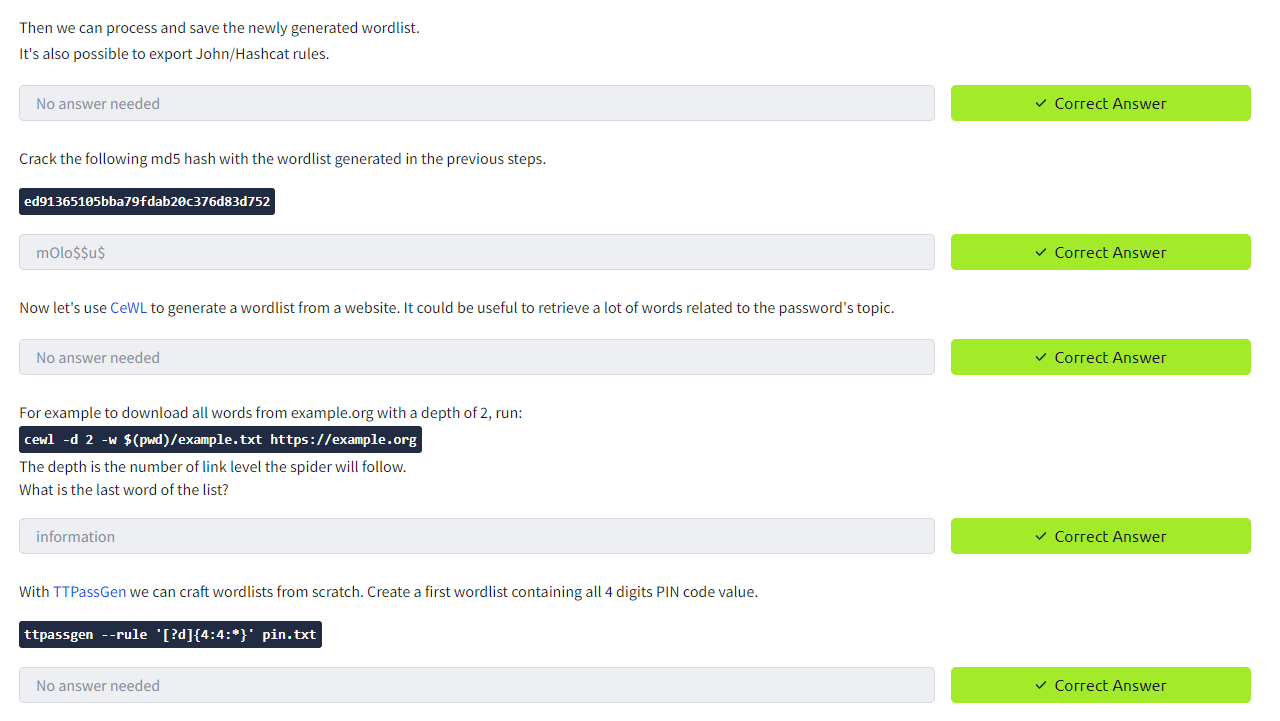 Then we can process and save the newly generated wordlist.
It's also possible to export John/Hashcat rules.
No answer needed
✓ Correct Answer
Crack the following md5 hash with the wordlist generated in the previous steps.
ed91365105bba79fdab20c376d83d752
mOlo$$u$
✓ Correct Answer
Now let's use CeWL to generate a wordlist from a website. It could be useful to retrieve a lot of words related to the password's topic.
No answer needed
✓ Correct Answer
For example to download all words from example.org with a depth of 2, run:
cewl -d 2 -w $(pwd)/example.txt https://example.org
The depth is the number of link level the spider will follow.
What is the last word of the list?
information
✓ Correct Answer
With TTPassGen we can craft wordlists from scratch. Create a first wordlist containing all 4 digits PIN code value.
ttpassgen --rule '[?d]{4:4:*}' pin.txt
No answer needed
✓ Correct Answer